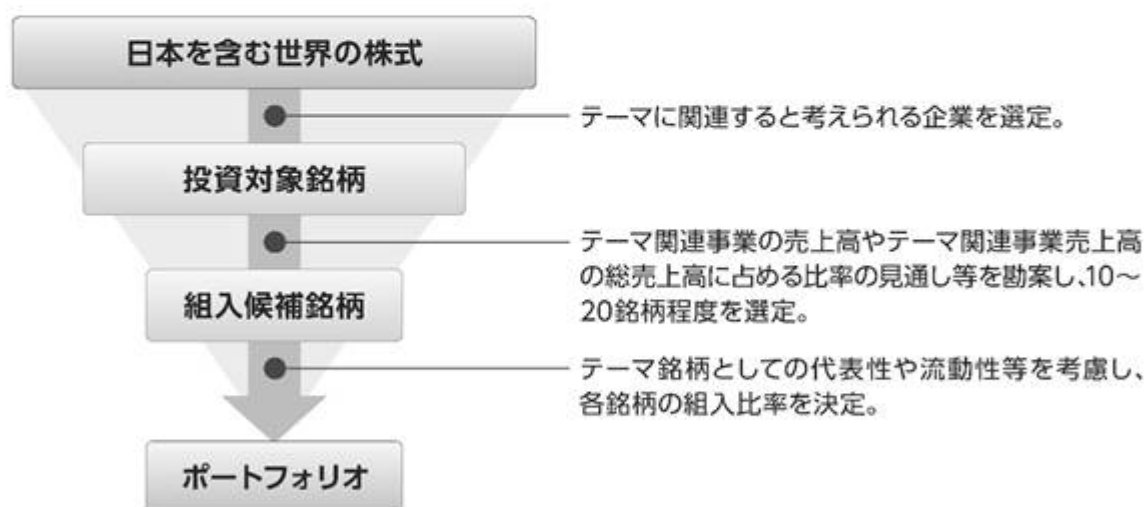 日本を含む世界の株式
テーマに関連すると考えられる企業を選定。
投資対象銘柄
テーマ関連事業の売上高やテーマ関連事業売上高
の総売上高に占める比率の見通し等を勘案し、10〜
20銘柄程度を選定。
組入候補銘柄
テーマ銘柄としての代表性や流動性等を考慮し、
各銘柄の組入比率を決定。
ポートフォリオ